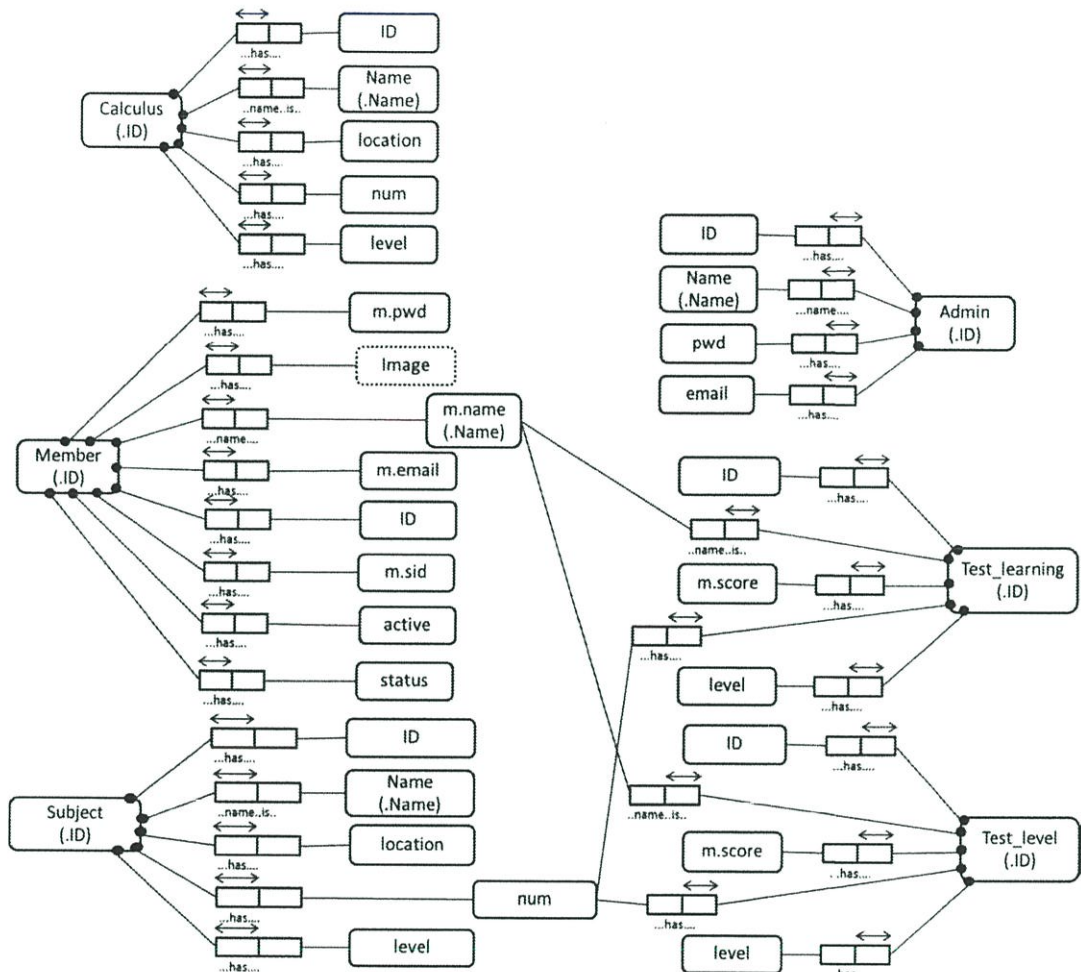 ID
...has....
Name
(.Name)
..name..is..
Calculus
(.ID)
location
...has....
num
...has....
level
...has....
ID
...has....
Name
(.Name)
...name....
Admin
(.ID)
pwd
...has....
email
...has....
m.pwd
...has....
Image
...has....
m.name
(.Name)
...name....
Member
(.ID)
m.email
...has....
ID
...has....
m.sid
...has....
active
...has....
status
...has....
ID
...has....
..name..is..
Test_learning
(.ID)
m.score
...has....
...has....
level
...has....
ID
...has....
Name
(.Name)
..name..is..
Subject
(.ID)
location
...has....
num
...has....
level
...has....
ID
...has....
..name..is..
Test_level
(.ID)
m.score
. .has....
...has....
level